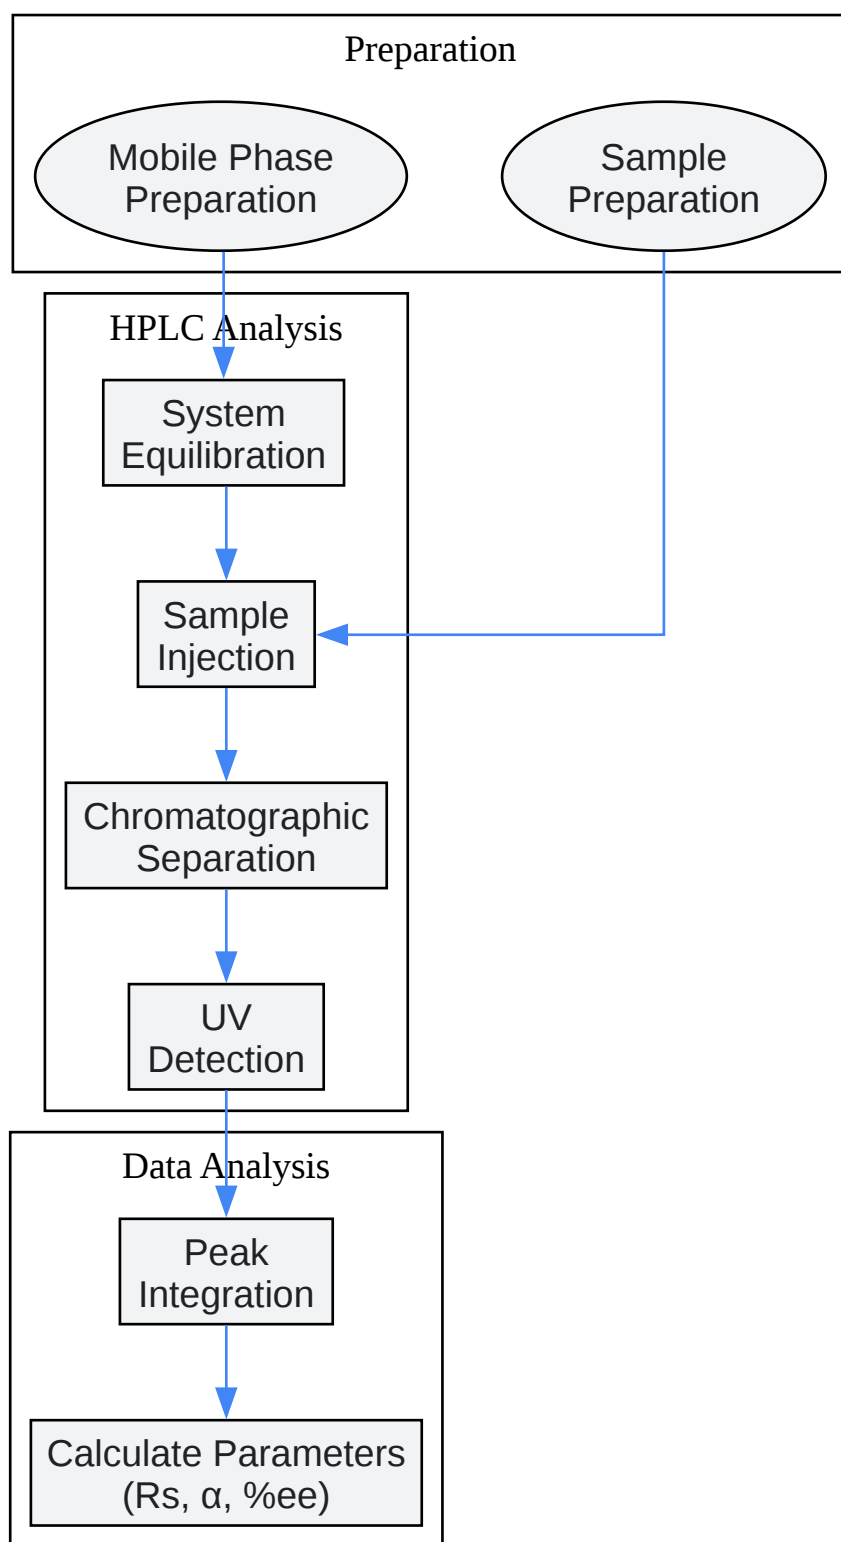 Preparation
Mobile Phase
Preparation
Sample
Preparation
HPLC Analysis
System
Equilibration
Sample
Injection
Chromatographic
Separation
UV
Detection
Data Analysis
Peak
Integration
Calculate Parameters
(Rs, α, %ee)